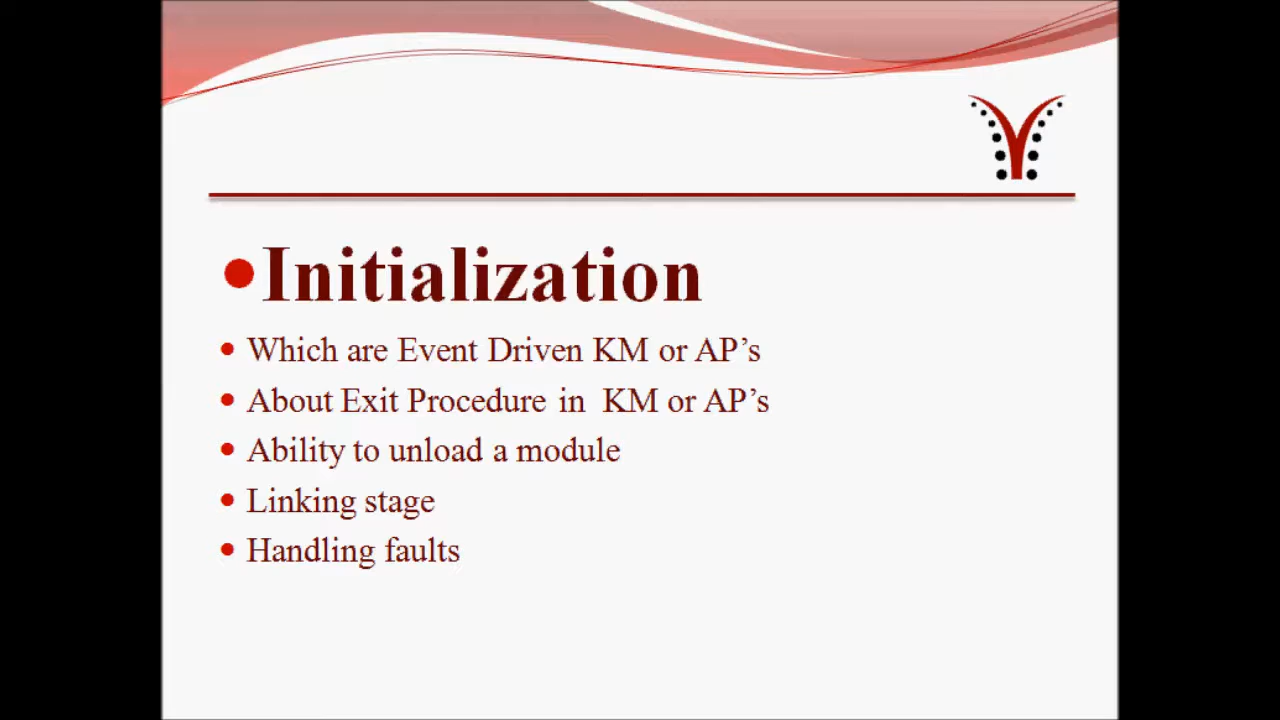 •Initialization
• Which are Event Driven KM or AP’s
• About Exit Procedure in  KM or AP’s
• Ability to unload a module
• Linking stage
• Handling faults